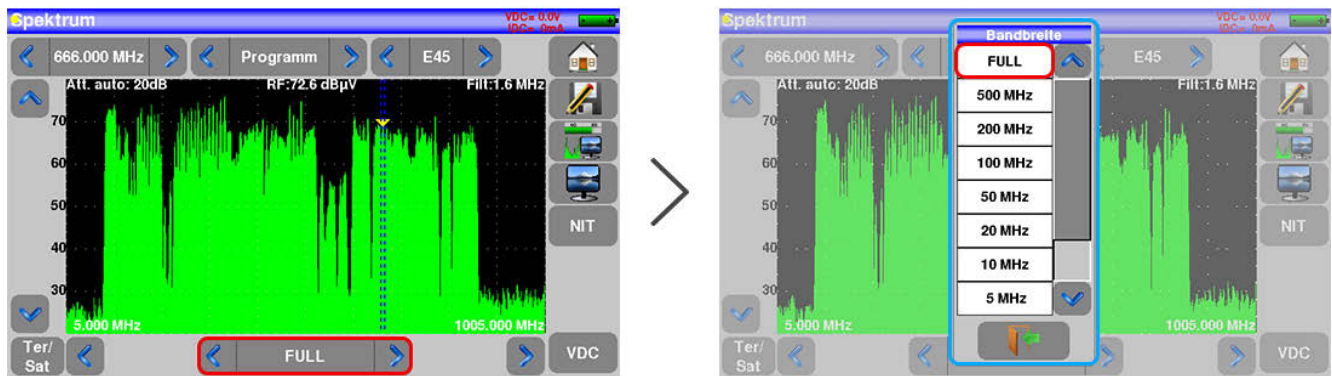 Spektrum
VDC= 0.0V
IDC= 0mA
666.000 MHz
Programm
E45
Att. auto: 20dB
RF:72.6 dBµV
Filt:1.6 MHz
70
60
50
40
30
5.000 MHz
1005.000 MHz
NIT
Ter/
Sat
FULL
VDC
Spektrum
VDC= 0.0V
IDC= 0mA
666.000 MHz
E45
Att. auto: 20dB
Filt:1.6 MHz
70
60
50
40
30
5.000 MHz
1005.000 MHz
NIT
Ter/
Sat
VDC
Bandbreite
FULL
500 MHz
200 MHz
100 MHz
50 MHz
20 MHz
10 MHz
5 MHz